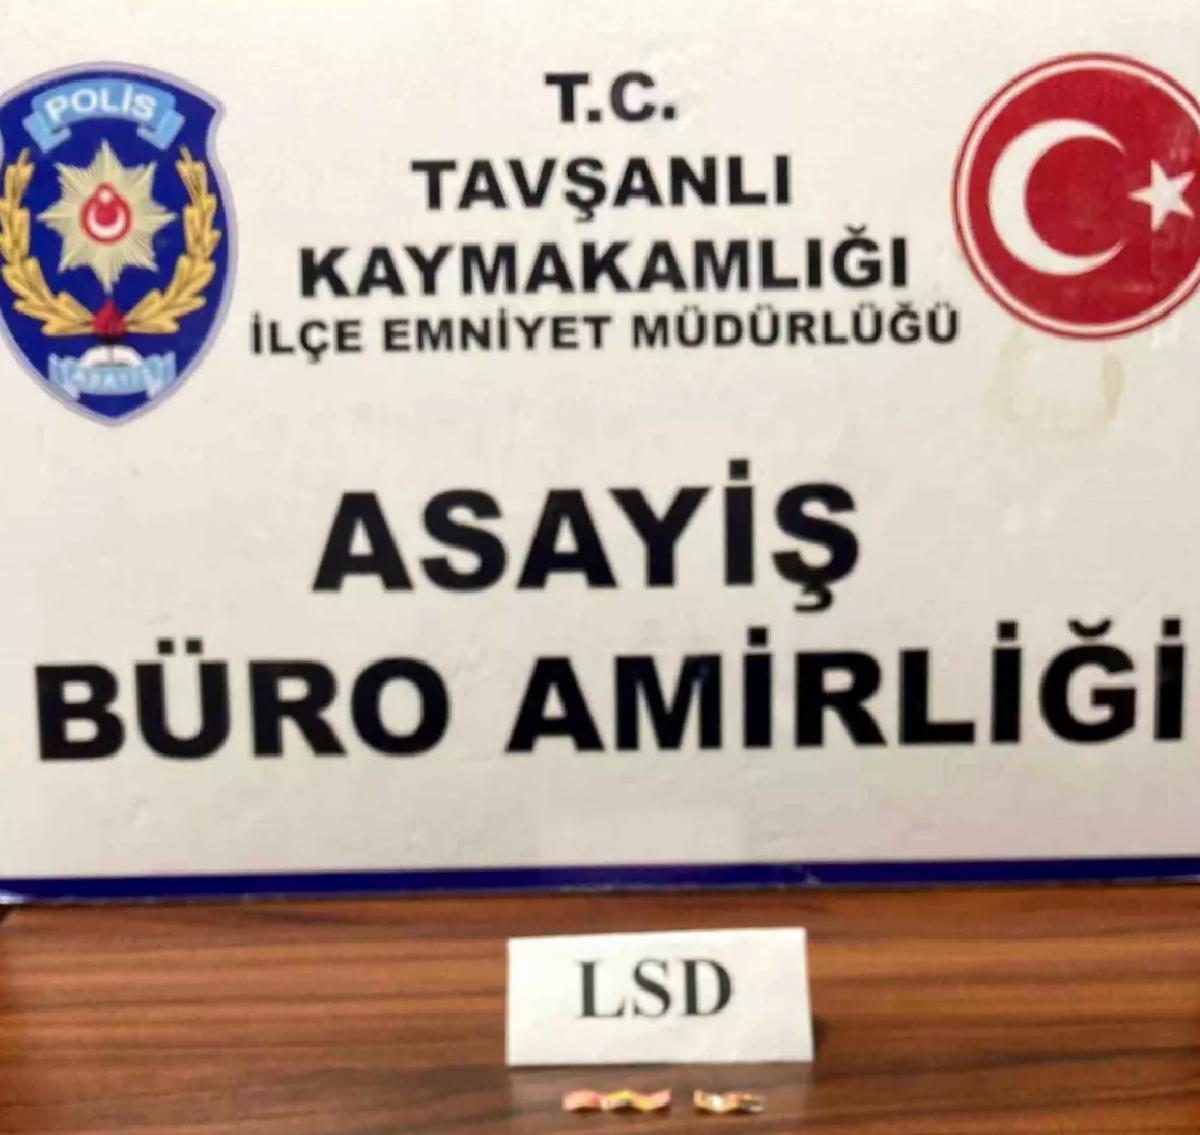 POLİS
ASAYİŞ
T.C.
TAVŞANLI
KAYMAKAMLIĞI
İLÇE EMNİYET MÜDÜRLÜĞÜ
ASAYİŞ
BÜRO AMİRLİĞİ
LSD